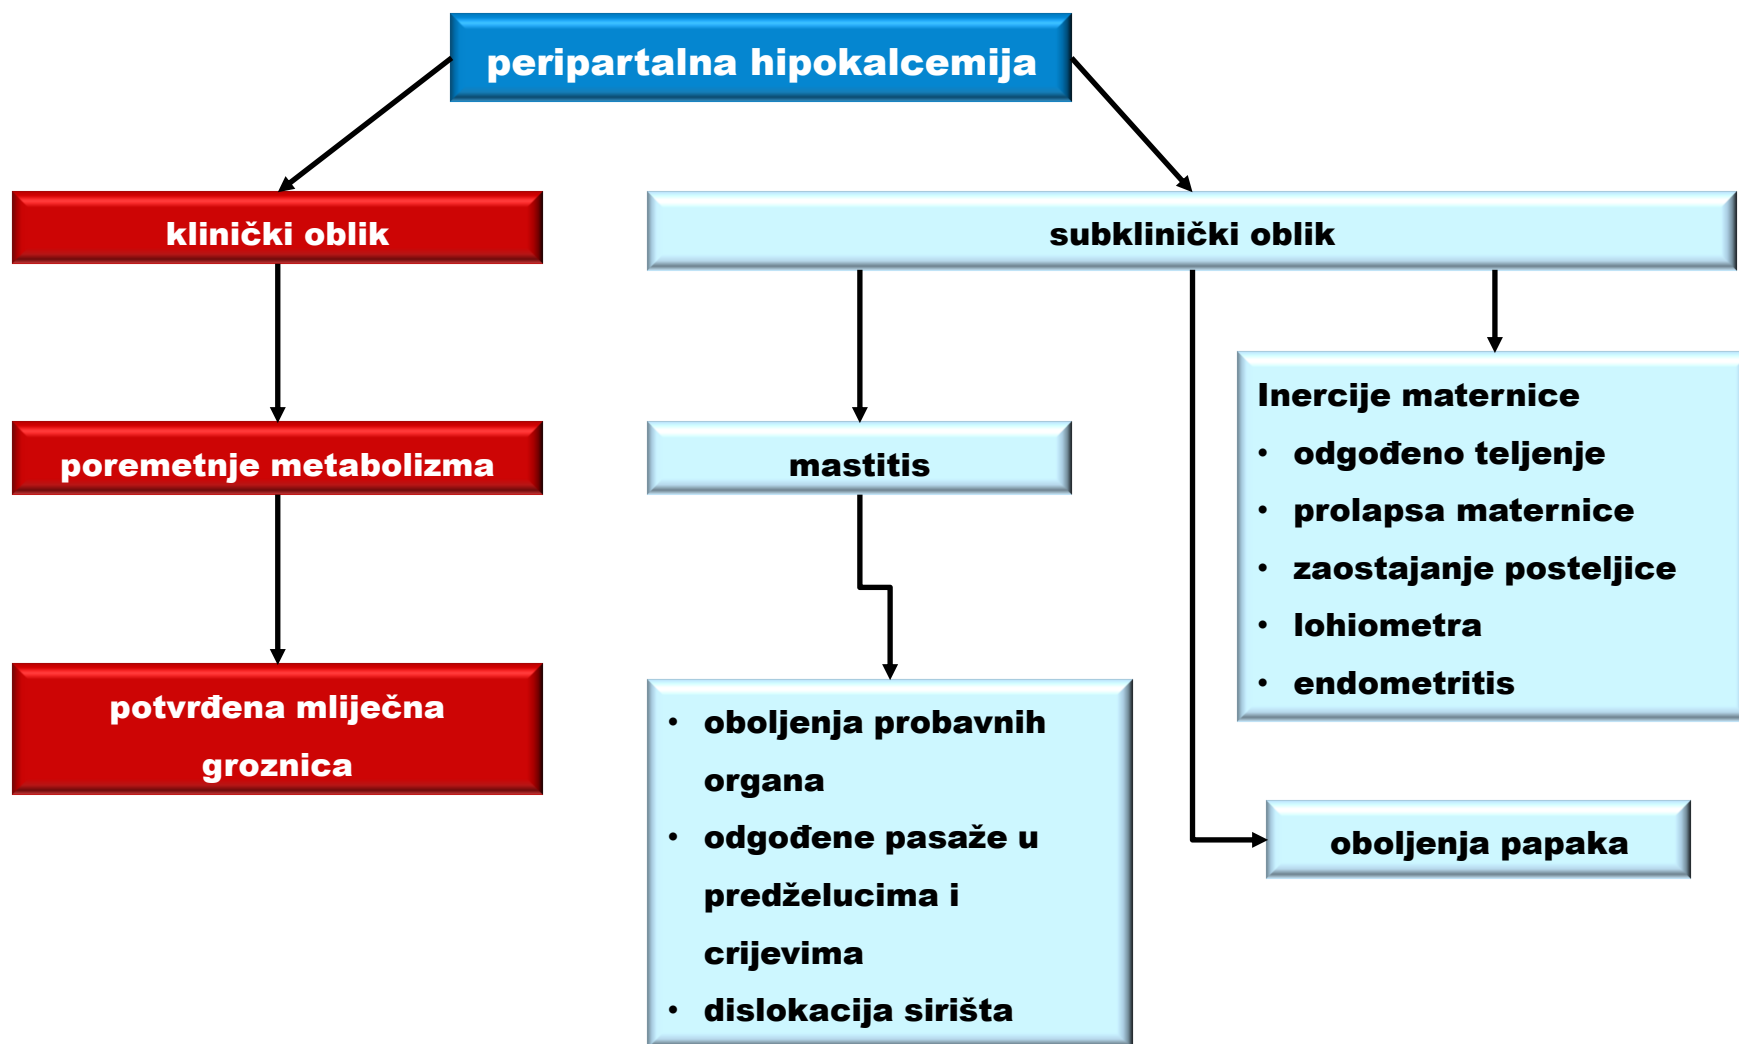 peripartalna hipokalcemija
klinički oblik
subklinički oblik
poremetnje metabolizma
mastitis
Inercije maternice
• odgođeno teljenje
• prolapsa maternice
• zaostajanje posteljice
• lohiometra
• endometritis
potvrđena mliječna
groznica
• oboljenja probavnih
organa
• odgođene pasaže u
predželucima i
crijevima
• dislokacija sirišta
oboljenja papaka